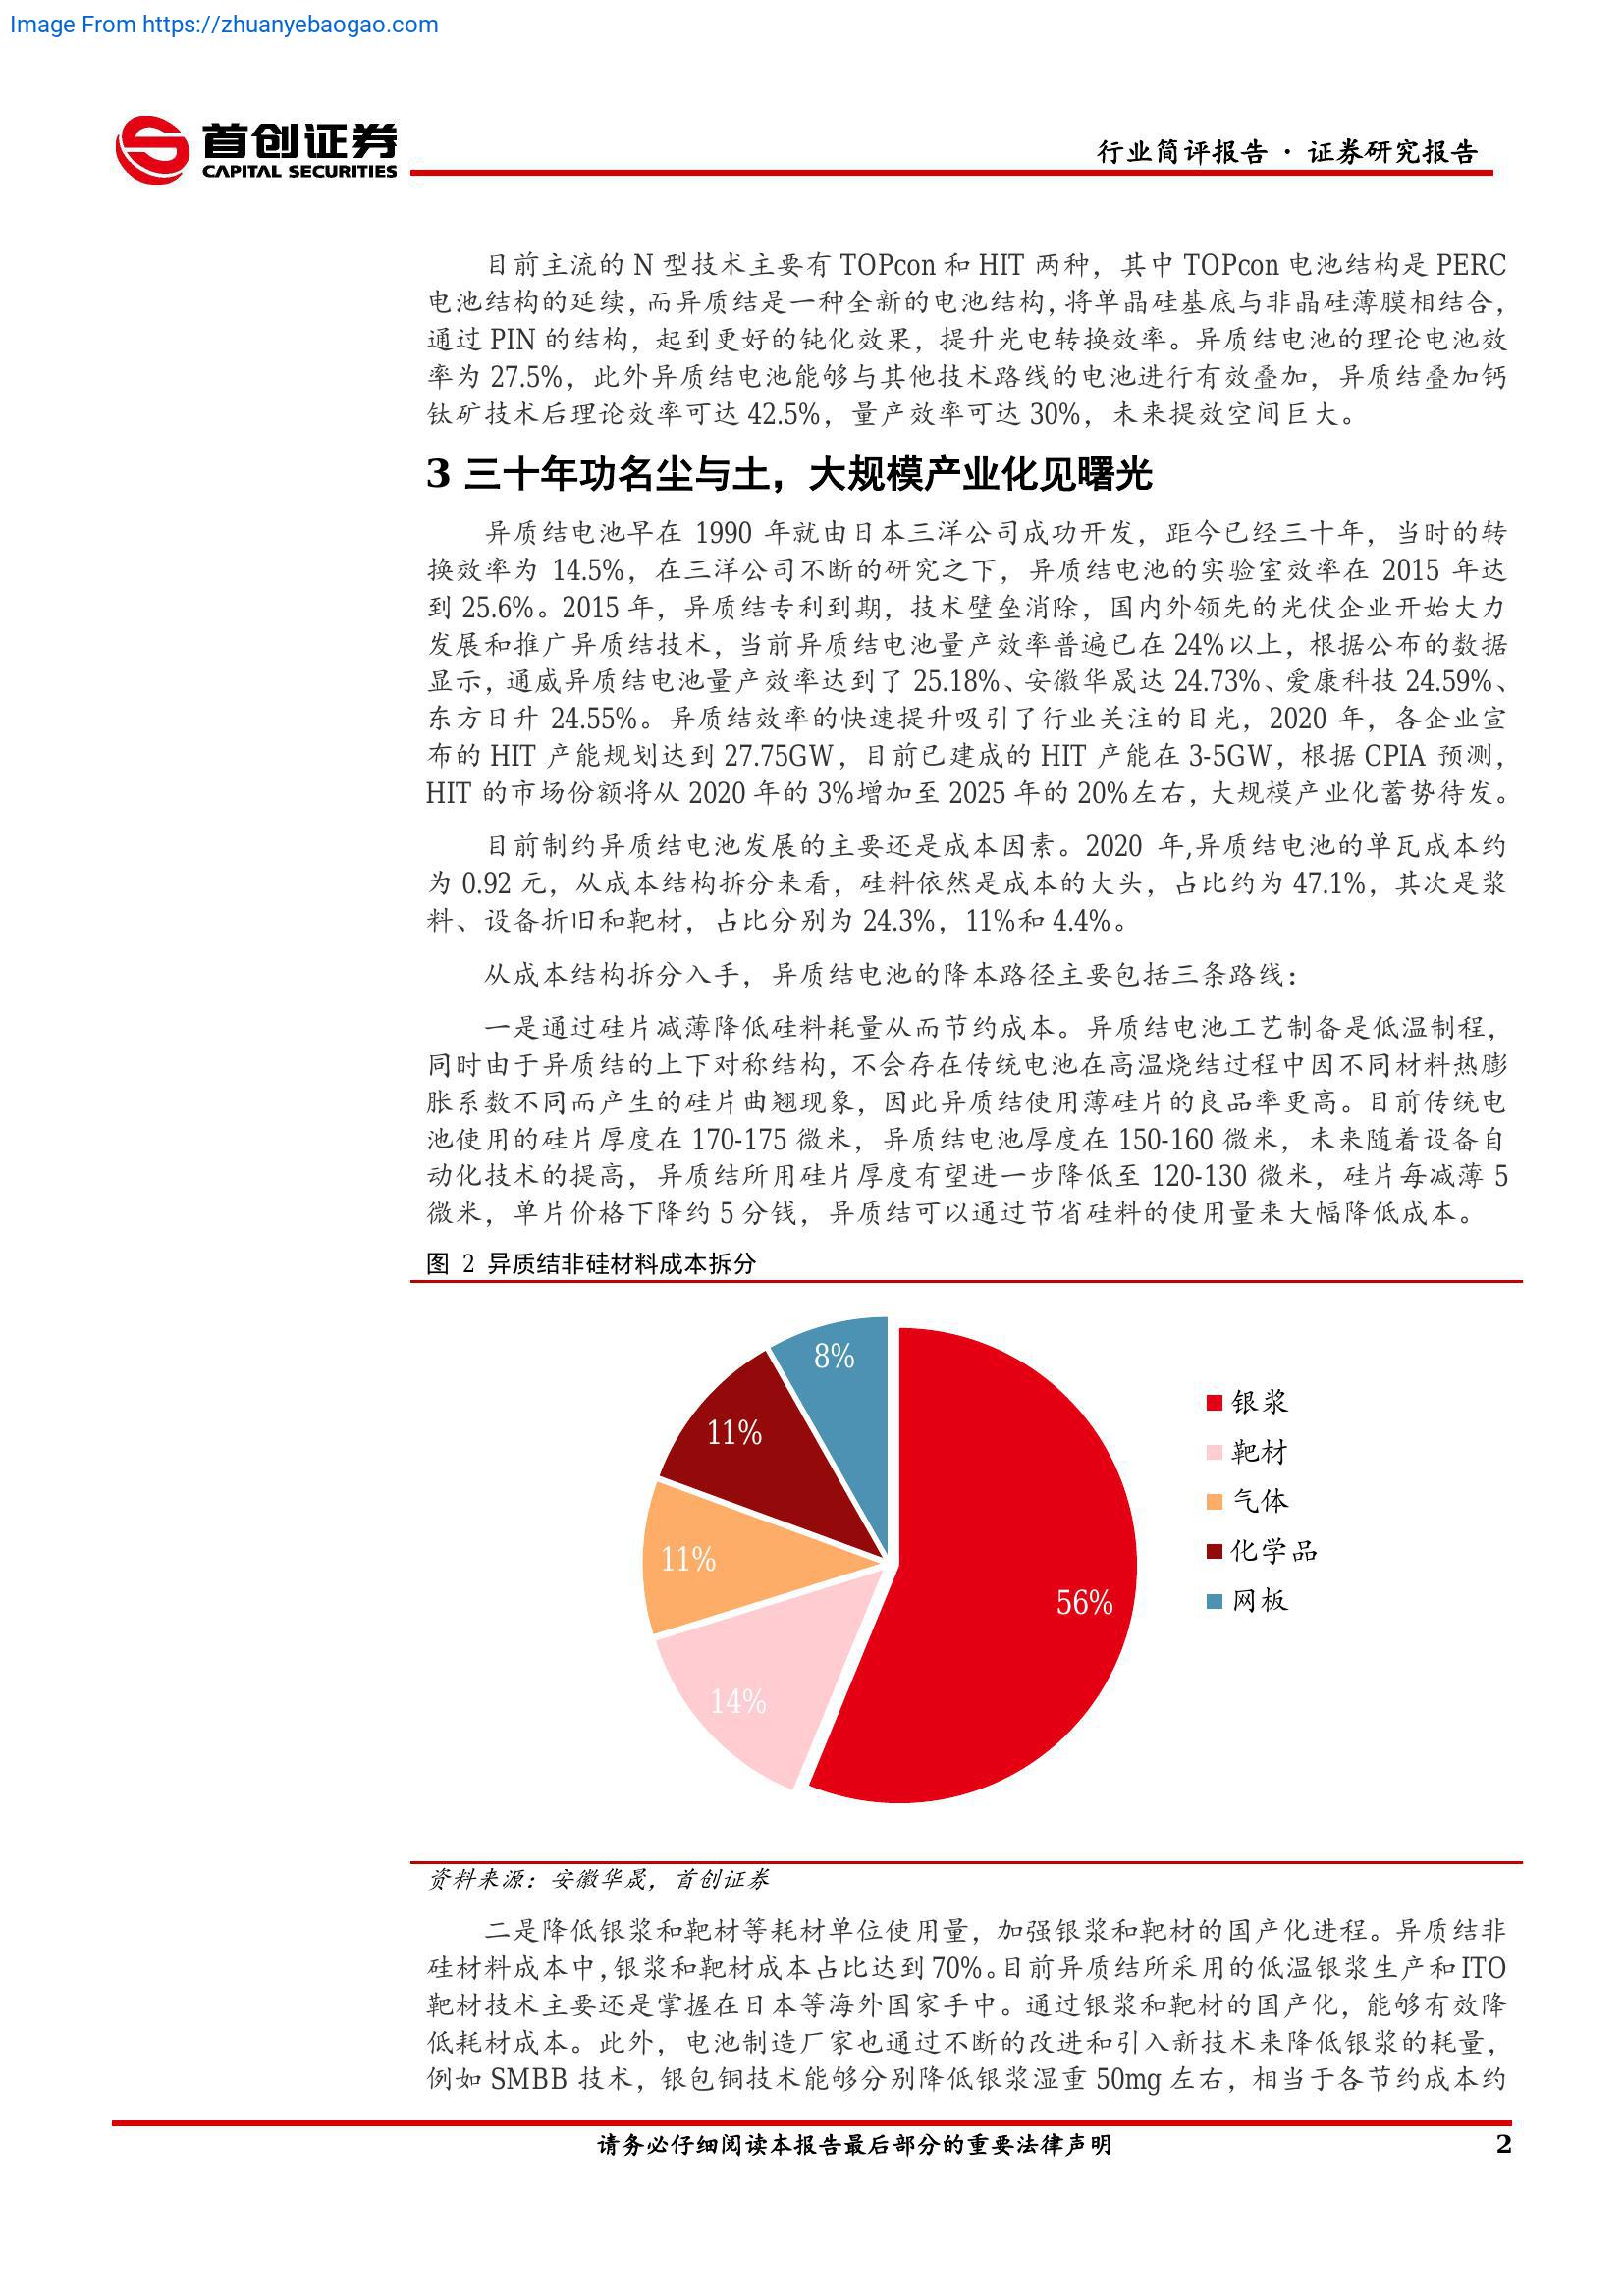 Image From https://zhuanyebaogao.com
首创证券
CAPITAL SECURITIES
行业简评报告·证券研究报告
目前主流的 N 型技术主要有 TOPcon 和 HIT 两种，其中 TOPcon 电池结构是 PERC
电池结构的延续，而异质结是一种全新的电池结构，将单晶硅基底与非晶硅薄膜相结合，
通过 PIN 的结构，起到更好的钝化效果，提升光电转换效率。异质结电池的理论电池效
率为 27.5%，此外异质结电池能够与其他技术路线的电池进行有效叠加，异质结叠加钙
钛矿技术后理论效率可达 42.5%，量产效率可达 30%，未来提效空间巨大。
3 三十年功名尘与土，大规模产业化见曙光
异质结电池早在 1990 年就由日本三洋公司成功开发，距今已经三十年，当时的转
换效率为 14.5%，在三洋公司不断的研究之下，异质结电池的实验室效率在 2015 年达
到 25.6%。2015 年，异质结专利到期，技术壁垒消除，国内外领先的光伏企业开始大力
发展和推广异质结技术，当前异质结电池量产效率普遍已在 24%以上，根据公布的数据
显示，通威异质结电池量产效率达到了 25.18%、安徽华晟达 24.73%、爱康科技 24.59%、
东方日升 24.55%。异质结效率的快速提升吸引了行业关注的目光，2020 年，各企业宣
布的 HIT 产能规划达到 27.75GW，目前已建成的 HIT 产能在 3-5GW，根据 CPIA 预测，
HIT 的市场份额将从 2020 年的 3%增加至 2025 年的 20%左右，大规模产业化蓄势待发。
目前制约异质结电池发展的主要还是成本因素。2020 年,异质结电池的单瓦成本约
为 0.92 元，从成本结构拆分来看，硅料依然是成本的大头，占比约为 47.1%，其次是浆
料、设备折旧和靶材，占比分别为 24.3%，11%和 4.4%。
从成本结构拆分入手，异质结电池的降本路径主要包括三条路线：
一是通过硅片减薄降低硅料耗量从而节约成本。异质结电池工艺制备是低温制程，
同时由于异质结的上下对称结构，不会存在传统电池在高温烧结过程中因不同材料热膨
胀系数不同而产生的硅片曲翘现象，因此异质结使用薄硅片的良品率更高。目前传统电
池使用的硅片厚度在 170-175 微米，异质结电池厚度在 150-160 微米，未来随着设备自
动化技术的提高，异质结所用硅片厚度有望进一步降低至 120-130 微米，硅片每减薄 5
微米，单片价格下降约 5 分钱，异质结可以通过节省硅料的使用量来大幅降低成本。
图 2 异质结非硅材料成本拆分
8%
11%
11%
14%
56%
银浆
靶材
气体
化学品
网板
资料来源：安徽华晟，首创证券
二是降低银浆和靶材等耗材单位使用量，加强银浆和靶材的国产化进程。异质结非
硅材料成本中，银浆和靶材成本占比达到 70%。目前异质结所采用的低温银浆生产和 ITO
靶材技术主要还是掌握在日本等海外国家手中。通过银浆和靶材的国产化，能够有效降
低耗材成本。此外，电池制造厂家也通过不断的改进和引入新技术来降低银浆的耗量，
例如 SMBB 技术，银包铜技术能够分别降低银浆湿重 50mg 左右，相当于各节约成本约
请务必仔细阅读本报告最后部分的重要法律声明
2